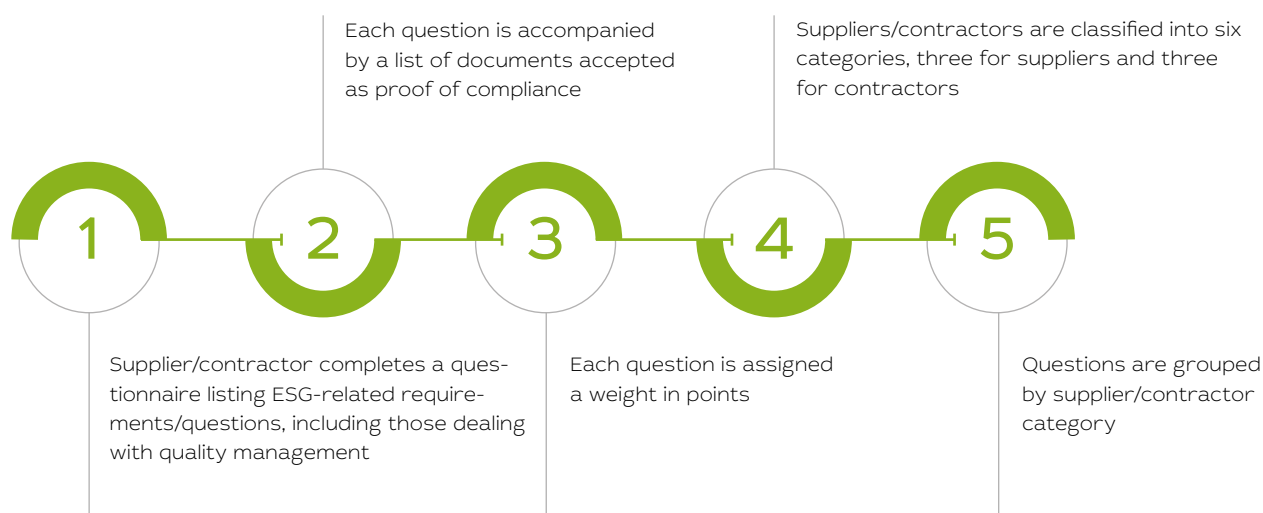 Each question is accompanied
by a list of documents accepted
as proof of compliance
Suppliers/contractors are classified into six
categories, three for suppliers and three
for contractors
1
2
3
4
5
Supplier/contractor completes a ques-
tionnaire listing ESG-related require-
ments/questions, including those dealing
with quality management
Each question is assigned
a weight in points
Questions are grouped
by supplier/contractor
category